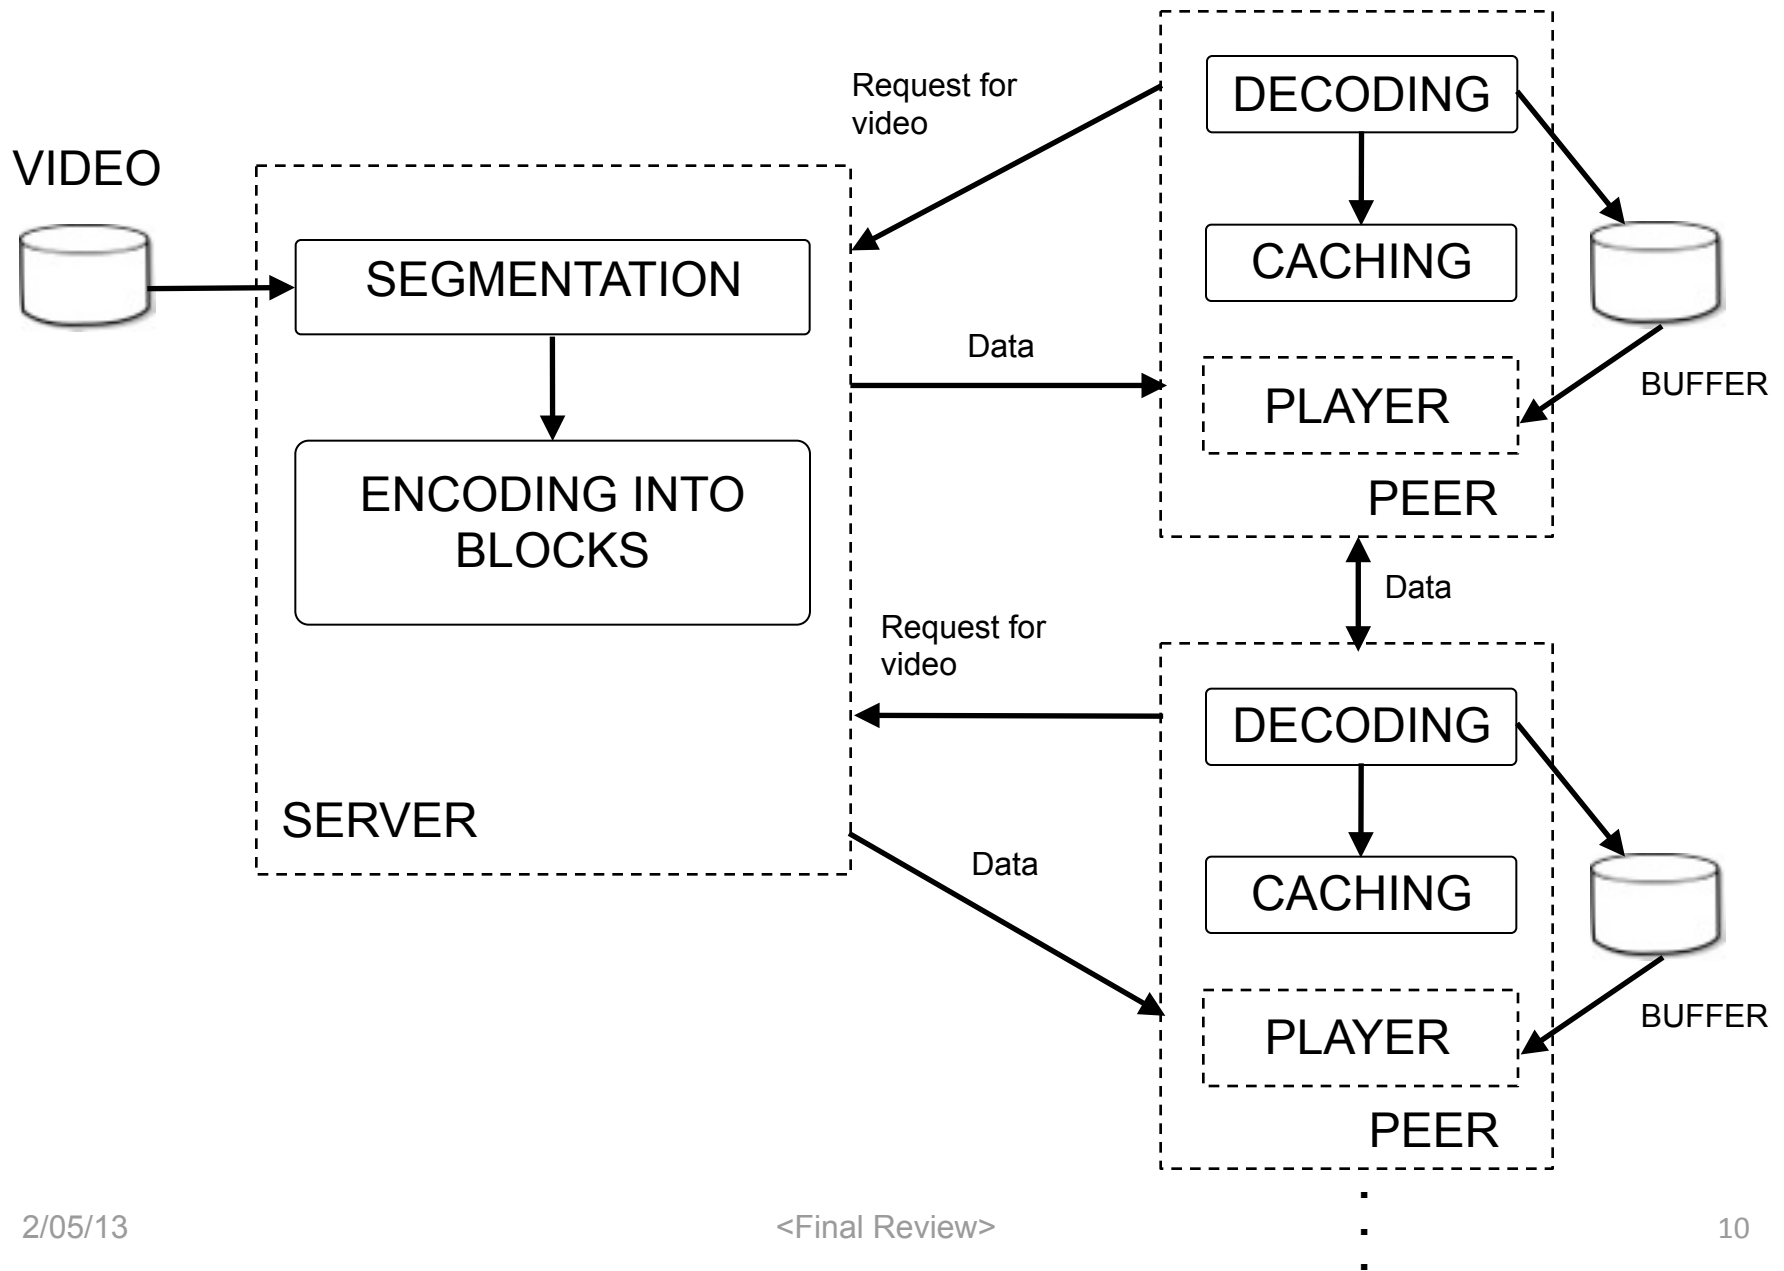 VIDEO
SEGMENTATION
ENCODING INTO
BLOCKS
SERVER
Request for
video
Data
DECODING
CACHING
PLAYER
PEER
BUFFER
Data
Request for
video
Data
DECODING
CACHING
PLAYER
PEER
BUFFER
2/05/13
<Final Review>
10